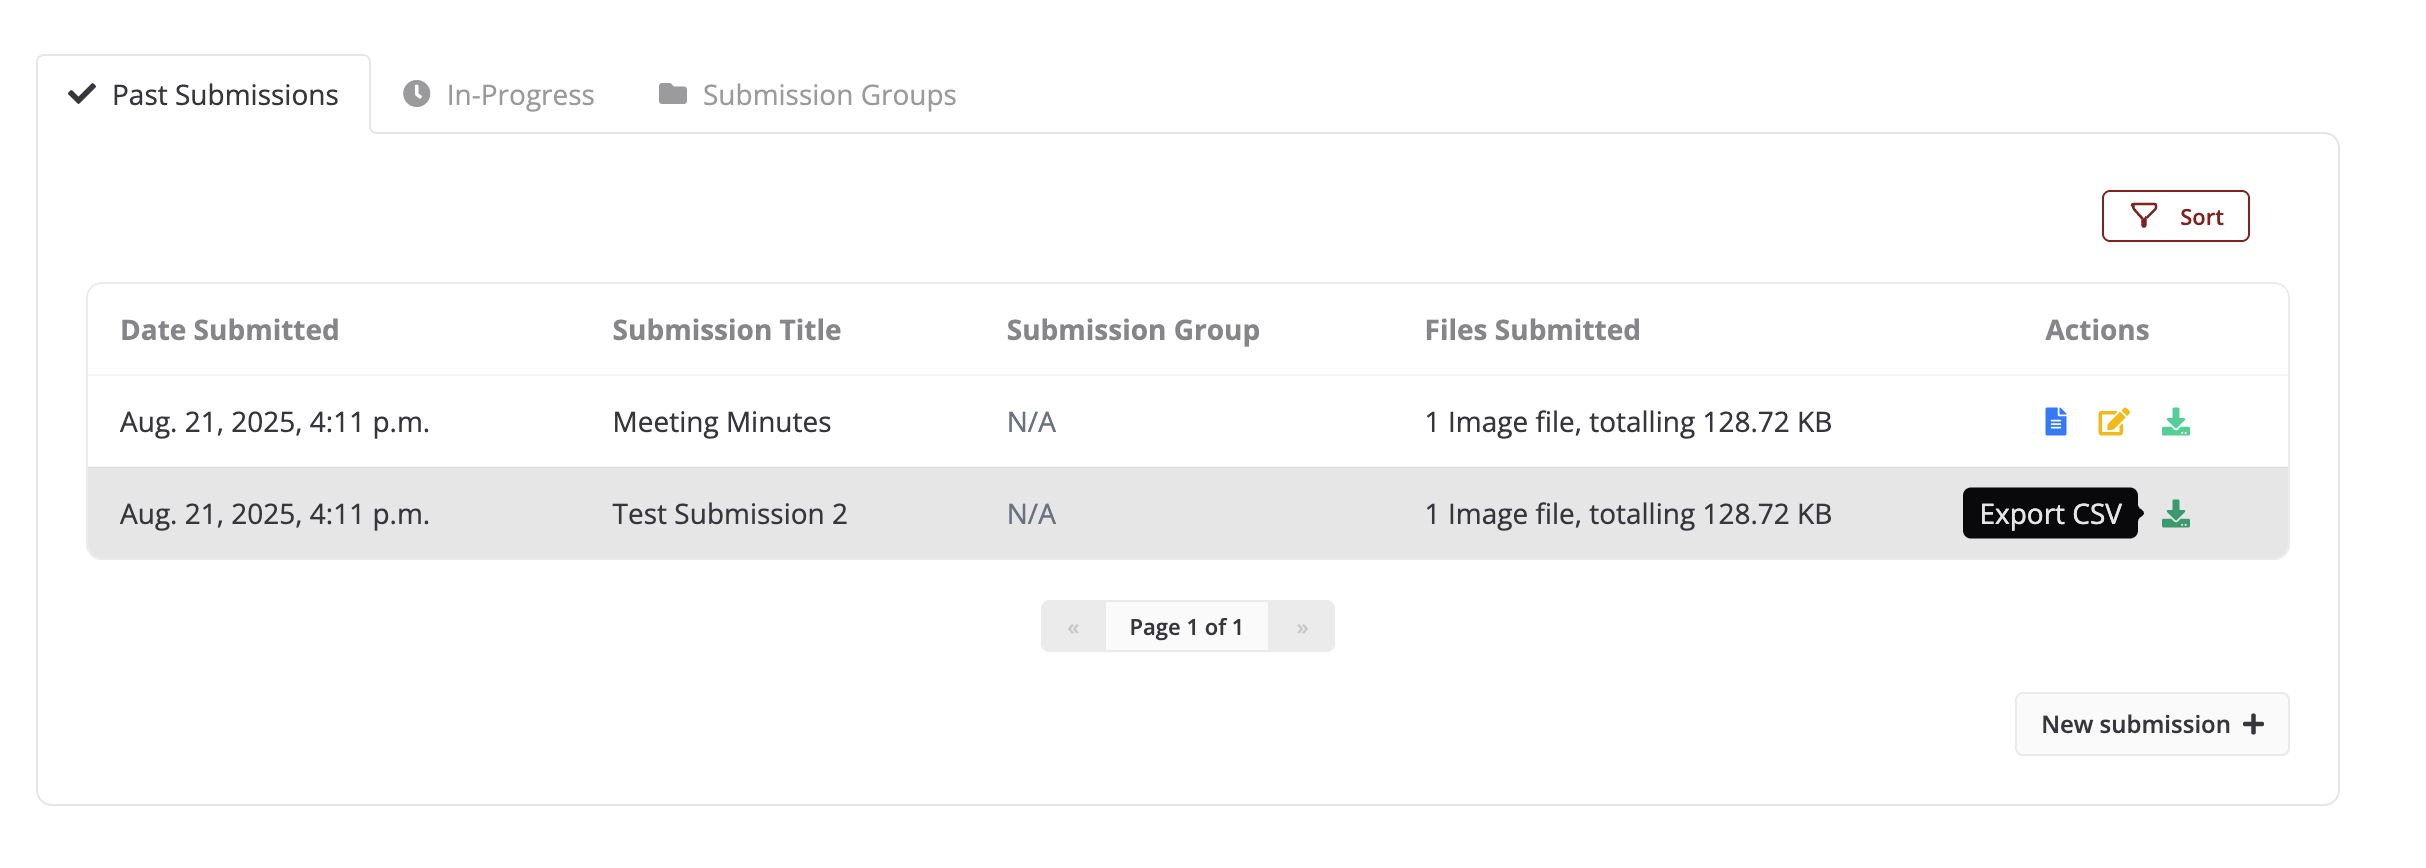 Past Submissions In-Progress Submission Groups
Sort
Date Submitted Submission Title Submission Group Files Submitted Actions
Aug. 21, 2025, 4:11 p.m. Meeting Minutes N/A 1 Image file, totalling 128.72 KB
Aug. 21, 2025, 4:11 p.m. Test Submission 2 N/A 1 Image file, totalling 128.72 KB Export CSV
« Page 1 of 1 »
New submission +